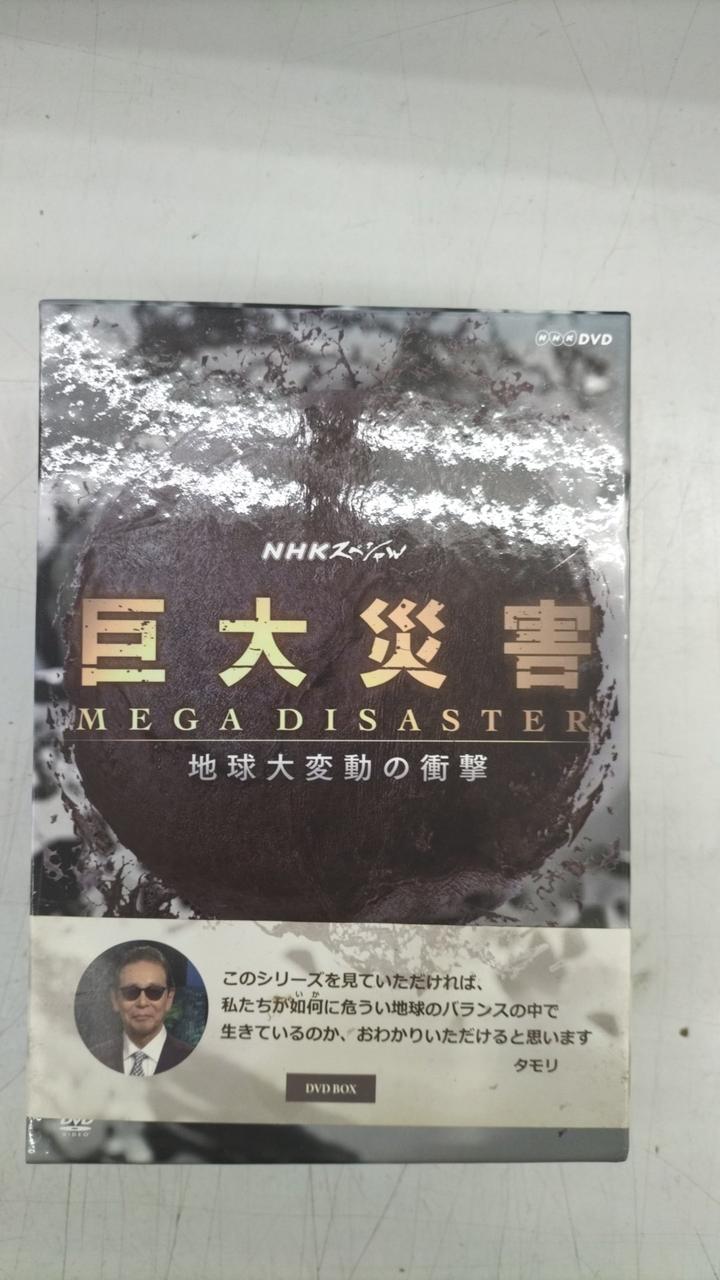 NHK DVD
NHKスペシャル
巨大災害
MEGA DISASTER
地球大変動の衝撃
このシリーズを見ていただければ、
私たちが如何に危うい地球のバランスの中で
いか
生きているのか、おわかりいただけると思います
タモリ
DVD BOX
DVD
VIDEO